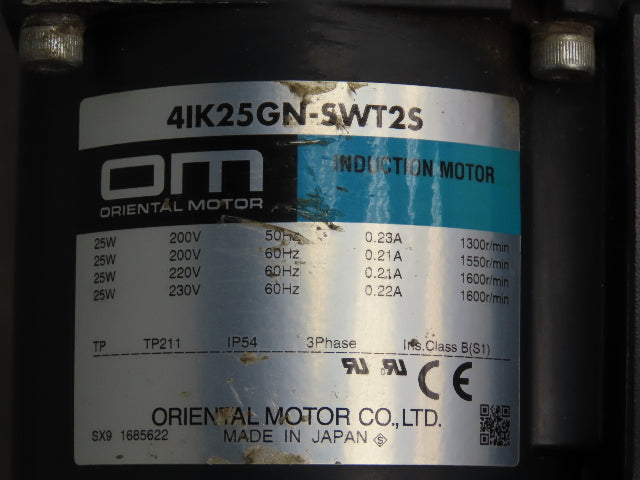 4IK25GN-SWT2S
om
ORIENTAL MOTOR
INDUCTION MOTOR
25W 200V 50Hz 0.23A 1300r/min
25W 200V 60Hz 0.21A 1550r/min
25W 220V 60Hz 0.21A 1600r/min
25W 230V 60Hz 0.22A 1600r/min
TP TP211 IP54 3Phase Ins.Class B(S1)
CE
ORIENTAL MOTOR CO.,LTD.
SX9 1685622 MADE IN JAPAN S